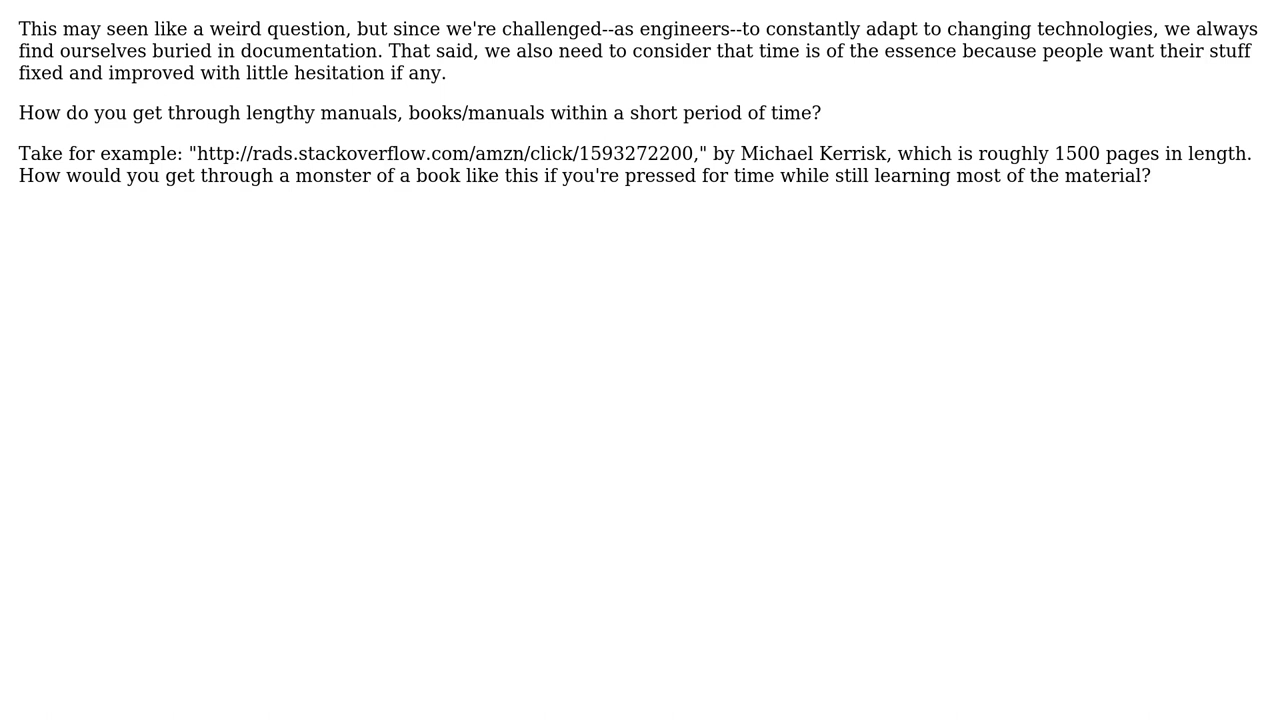 This may seen like a weird question, but since we're challenged--as engineers--to constantly adapt to changing technologies, we always
find ourselves buried in documentation. That said, we also need to consider that time is of the essence because people want their stuff
fixed and improved with little hesitation if any.
How do you get through lengthy manuals, books/manuals within a short period of time?
Take for example: "http://rads.stackoverflow.com/amzn/click/1593272200," by Michael Kerrisk, which is roughly 1500 pages in length.
How would you get through a monster of a book like this if you're pressed for time while still learning most of the material?